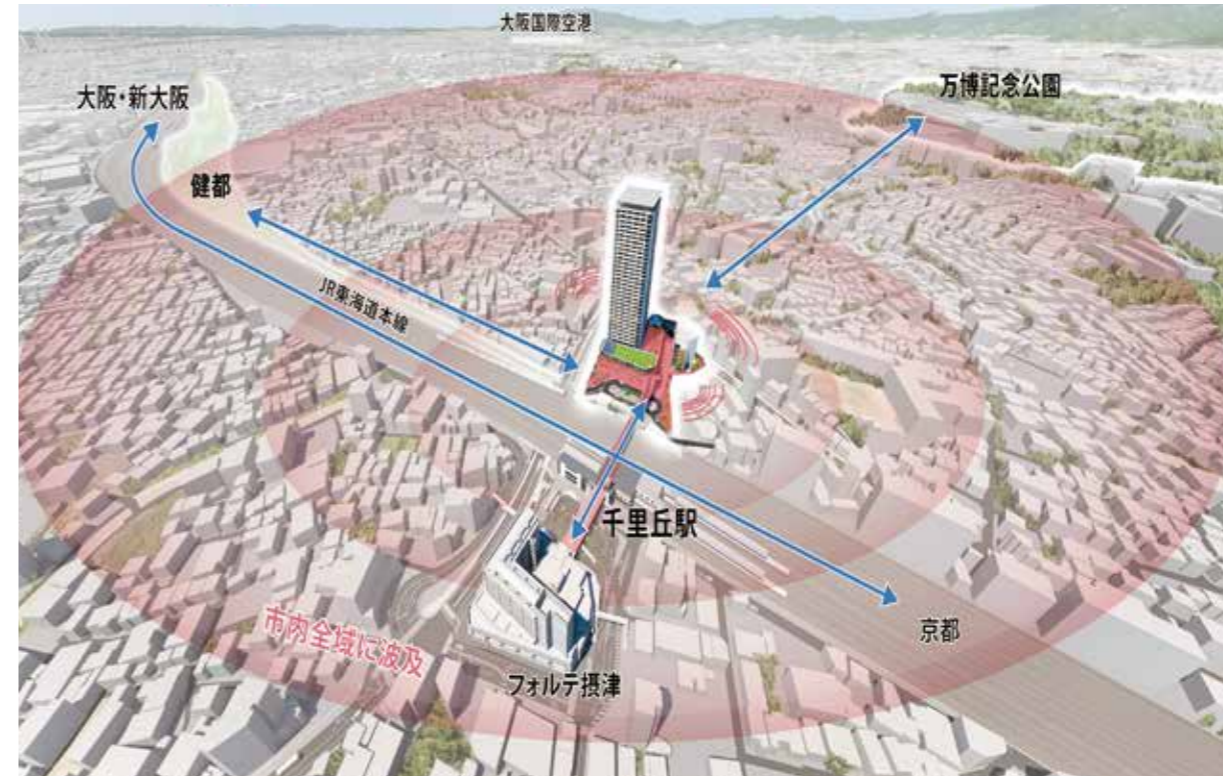 大阪国際空港
大阪・新大阪
万博記念公園
健都
JR東海道本線
千里丘駅
市内全域に波及
京都
フォルテ摂津